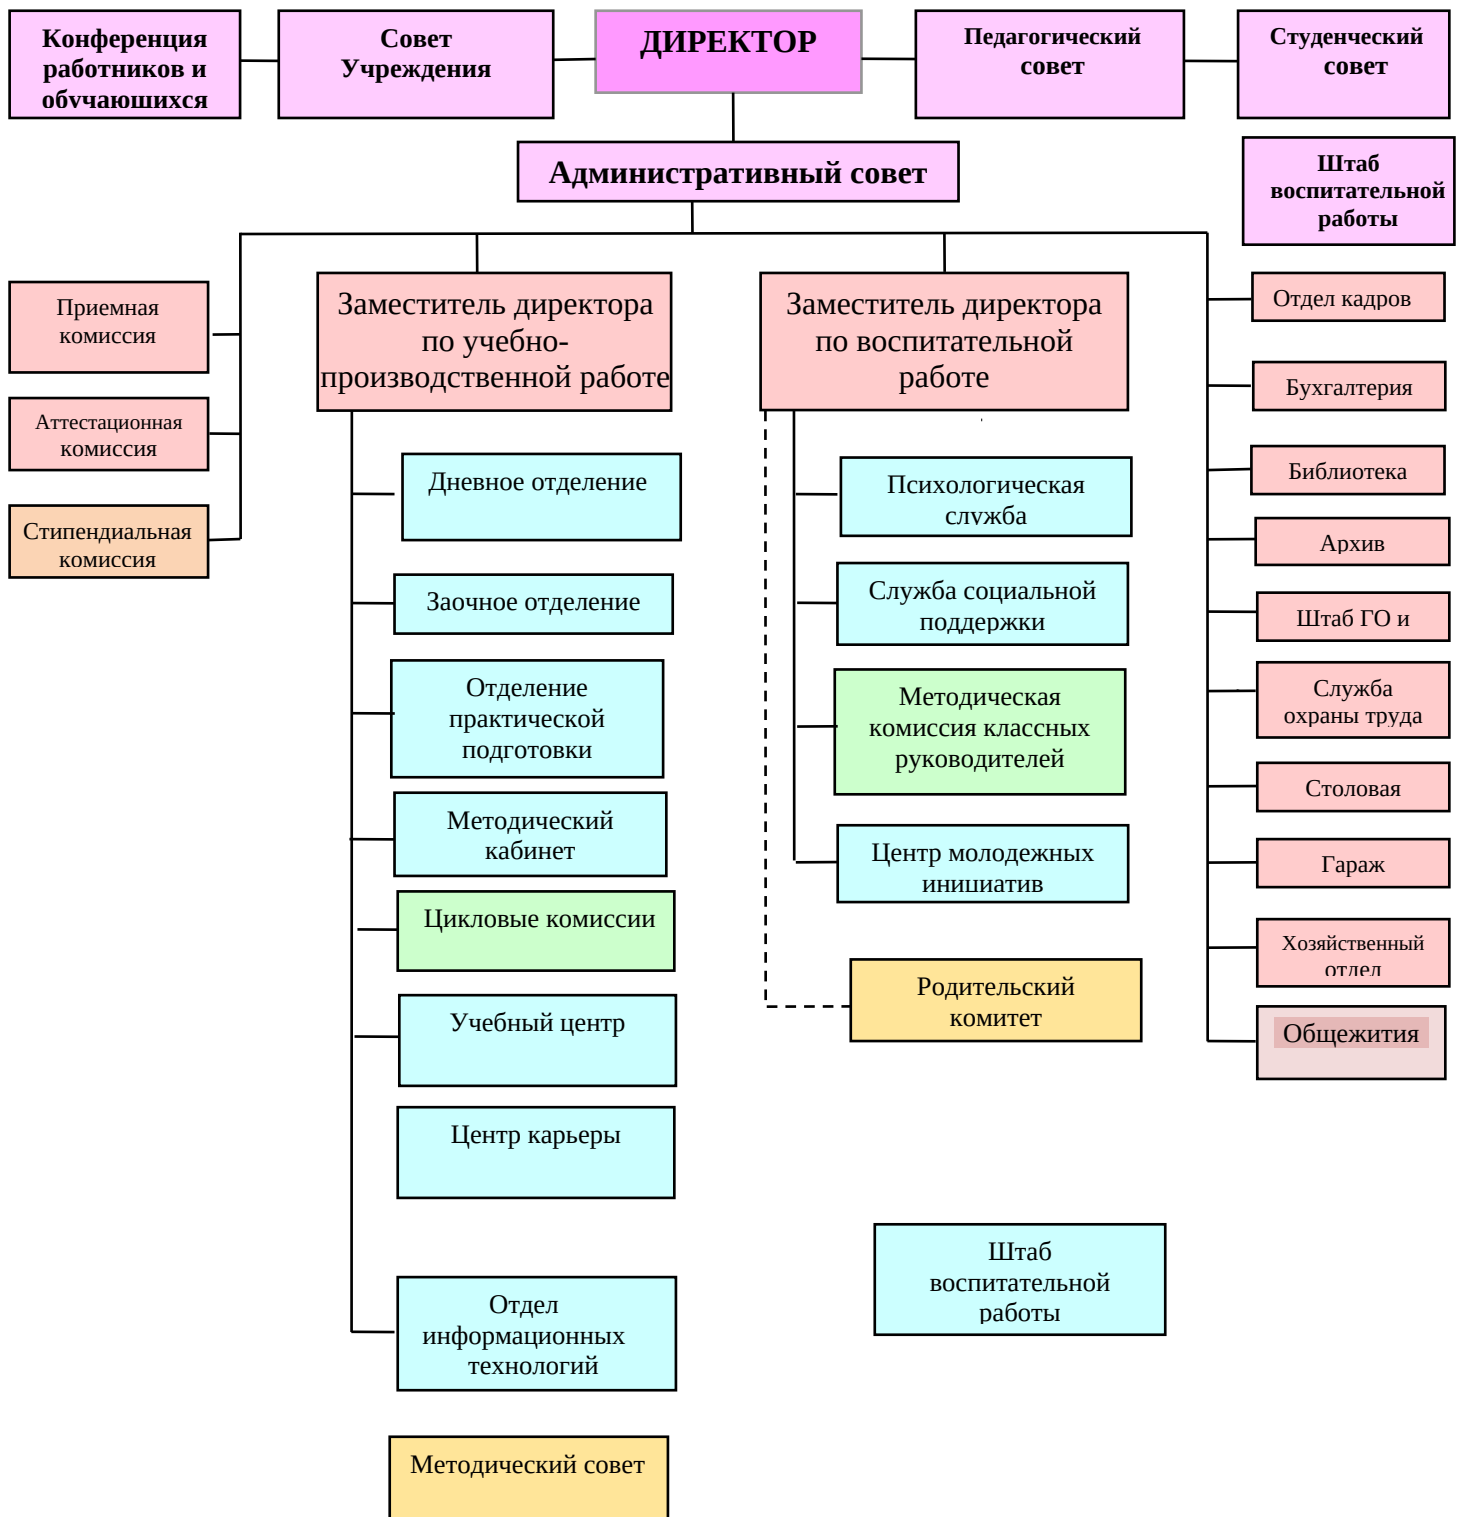 Конференция
работников и
обучающихся
Совет
Учреждения
ДИРЕКТОР
Педагогический
совет
Студенческий
совет
Административный совет
Штаб
воспитательной
работы
Приемная
комиссия
Аттестационная
комиссия
Стипендиальная
комиссия
Заместитель директора
по учебно-
производственной работе
Дневное отделение
Заочное отделение
Отделение
практической
подготовки
Методический
кабинет
Цикловые комиссии
Учебный центр
Центр карьеры
Отдел
информационных
технологий
Методический совет
Заместитель директора
по воспитательной
работе
Психологическая
служба
Служба социальной
поддержки
Методическая
комиссия классных
руководителей
Центр молодежных
инициатив
Родительский
комитет
Штаб
воспитательной
работы
Отдел кадров
Бухгалтерия
Библиотека
Архив
Штаб ГО и
Служба
охраны труда
Столовая
Гараж
Хозяйственный
отдел
Общежития